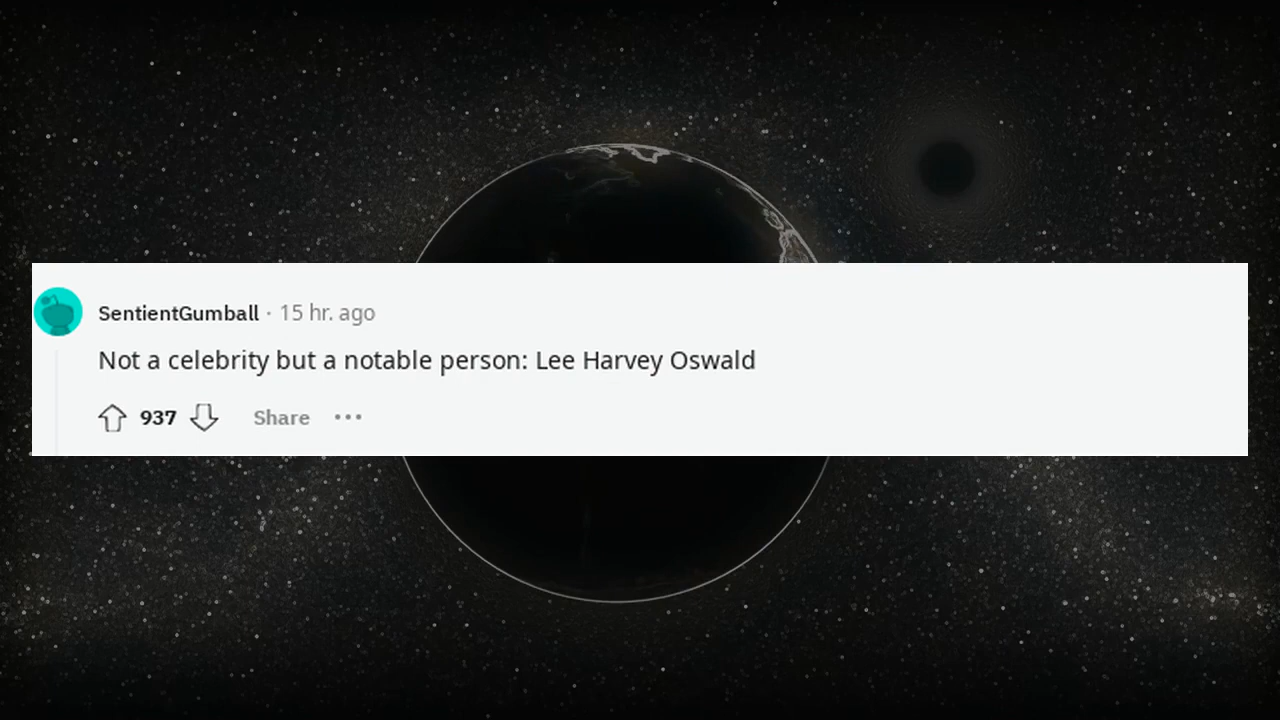 SentientGumball · 15 hr. ago
Not a celebrity but a notable person: Lee Harvey Oswald
937 Share ···